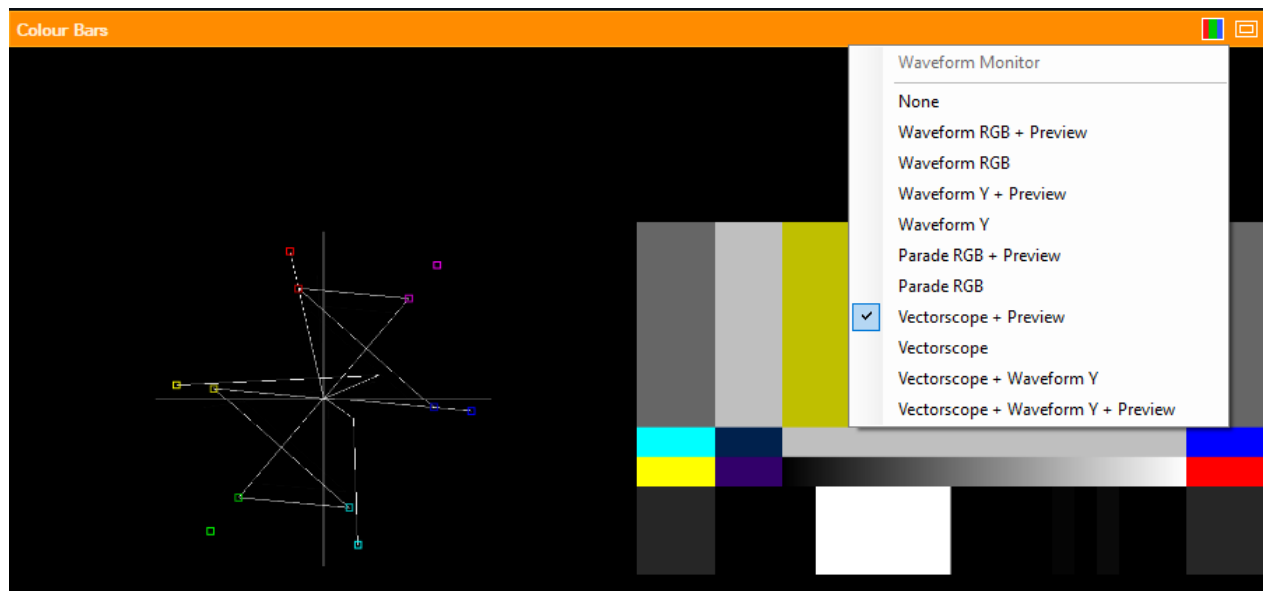 Colour Bars
Waveform Monitor
None
Waveform RGB + Preview
Waveform RGB
Waveform Y + Preview
Waveform Y
Parade RGB + Preview
Parade RGB
Vectorscope + Preview
Vectorscope
Vectorscope + Waveform Y
Vectorscope + Waveform Y + Preview